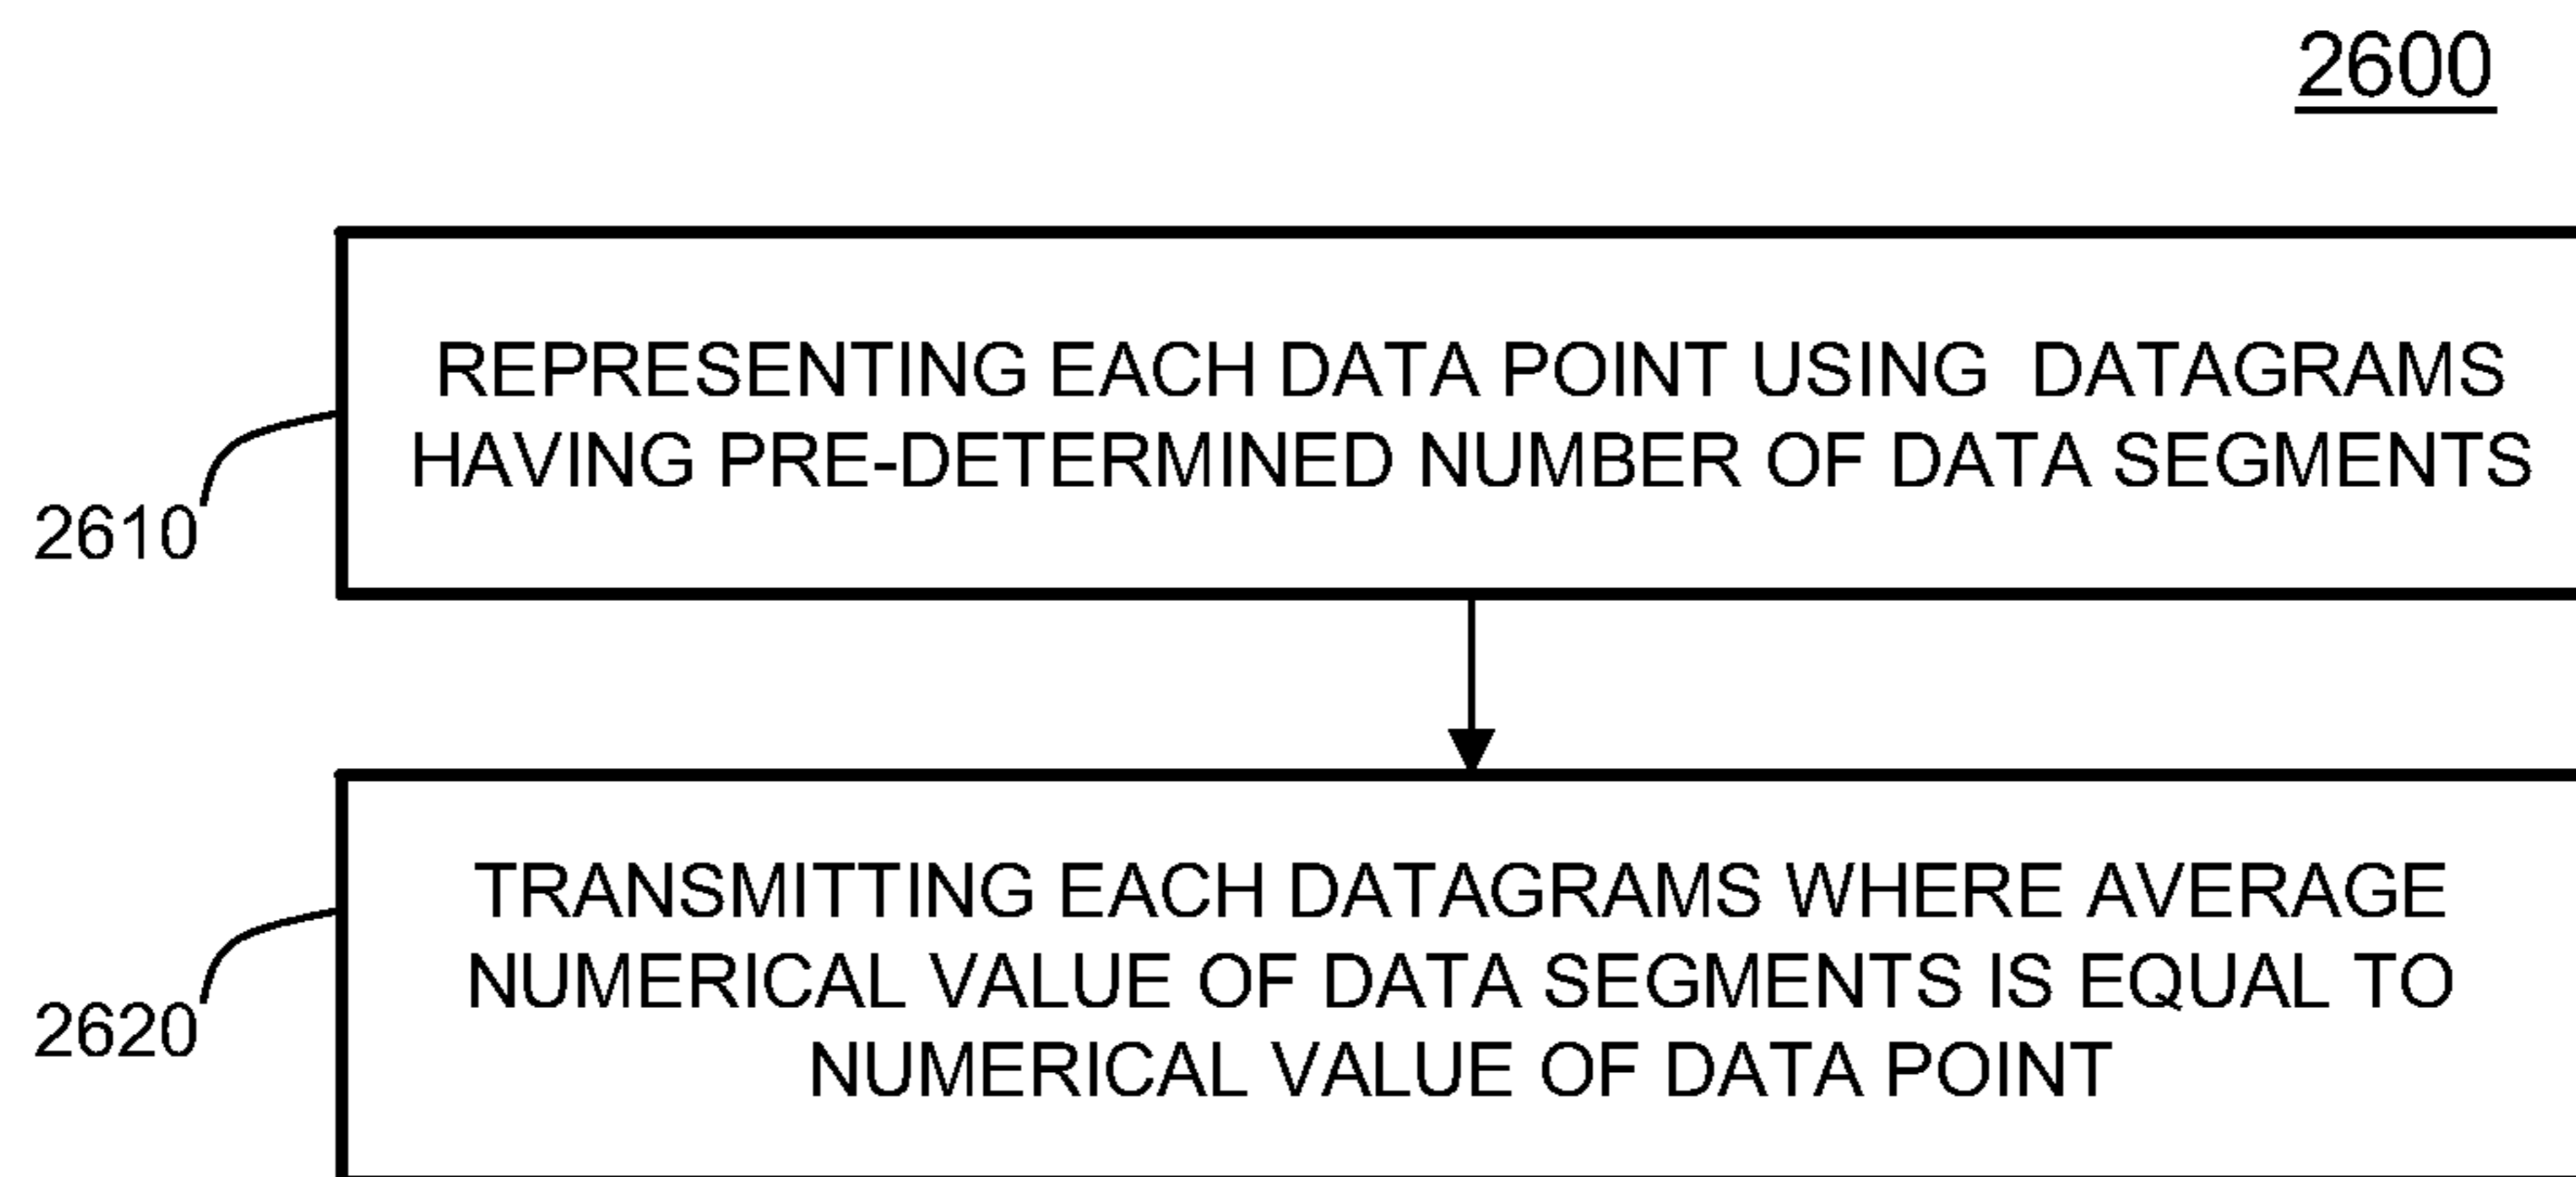 2600
REPRESENTING EACH DATA POINT USING DATAGRAMS
HAVING PRE-DETERMINED NUMBER OF DATA SEGMENTS
2610
TRANSMITTING EACH DATAGRAMS WHERE AVERAGE
NUMERICAL VALUE OF DATA SEGMENTS IS EQUAL TO
NUMERICAL VALUE OF DATA POINT
2620